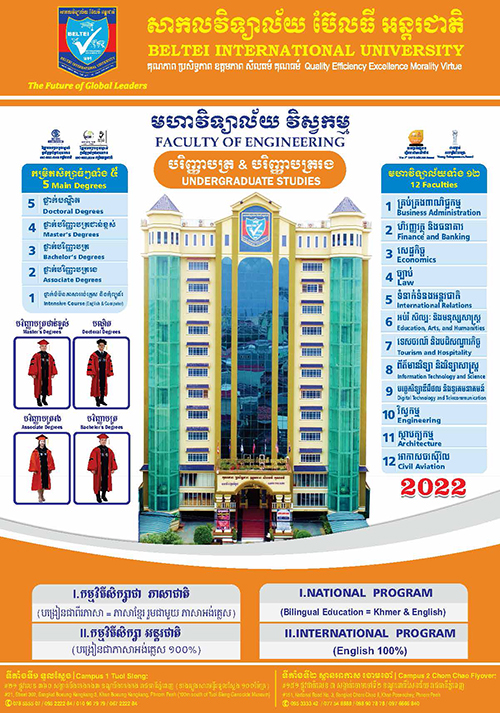 សាកលវិទ្យាល័យ ប៊ែលធី អន្តរជាតិ
BELTEI INTERNATIONAL UNIVERSITY
គុណភាព ប្រសិទ្ធភាព ឧត្តមភាព សីលធម៌ គុណធម៌ Quality Efficiency Excellence Morality Virtue
BELTEI
The Future of Global Leaders
មហាវិទ្យាល័យ វិស្វកម្ម
FACULTY OF ENGINEERING
បរិញ្ញាបត្រ & បរិញ្ញាបត្ររង
UNDERGRADUATE STUDIES
កម្រិតសិក្សាធំៗទាំង ៥
5 Main Degrees
5 ថ្នាក់បណ្ឌិត
Doctoral Degrees
4 ថ្នាក់បរិញ្ញាបត្រជាន់ខ្ពស់
Master's Degrees
3 ថ្នាក់បរិញ្ញាបត្រ
Bachelor's Degrees
2 ថ្នាក់បរិញ្ញាបត្ររង
Associate Degrees
1
Intensive Course (English & Computer)
បរិញ្ញាបត្រជាន់ខ្ពស់
Master's Degrees
បណ្ឌិត
Doctoral Degrees
បរិញ្ញាបត្ររង
Associate Degrees
បរិញ្ញាបត្រ
Bachelor's Degrees
មហាវិទ្យាល័យទាំង ១២
12 Faculties
1 គ្រប់គ្រងពាណិជ្ជកម្ម
Business Administration
2 ហិរញ្ញវត្ថុ និងធនាគារ
Finance and Banking
3 សេដ្ឋកិច្ច
Economics
4 ច្បាប់
Law
5 ទំនាក់ទំនងអន្តរជាតិ
International Relations
6 អប់រំ សិល្បៈ និងមនុស្សសាស្ត្រ
Education, Arts, and Humanities
7 ទេសចរណ៍ និងបដិសណ្ឋារកិច្ច
Tourism and Hospitality
8 ព័ត៌មានវិទ្យា និងវិទ្យាសាស្ត្រ
Information Technology and Science
9 បច្ចេកវិទ្យាឌីជីថល និងទូរគមនាគមន៍
Digital Technology and Telecommunication
10 វិស្វកម្ម
Engineering
11 ស្ថាបត្យកម្ម
Architecture
12 អាកាសចរស៊ីវិល
Civil Aviation
2022
I.កម្មវិធីសិក្សាជា ភាសាជាតិ
(បង្រៀនជាពីរភាសា = ភាសាខ្មែរ រួមជាមួយ ភាសាអង់គ្លេស)
II.កម្មវិធីសិក្សា អន្តរជាតិ
(បង្រៀនជាភាសាអង់គ្លេស ១០០%)
I.NATIONAL PROGRAM
(Bilingual Education = Khmer & English)
II.INTERNATIONAL PROGRAM
(English 100%)
ទីតាំងទី១ ទួលស្លែង | Campus 1 Tuol Sleng:
ទីតាំងទី២ ស្ពានអាកាស ចោមចៅ | Campus 2 Chom Chao Flyover: